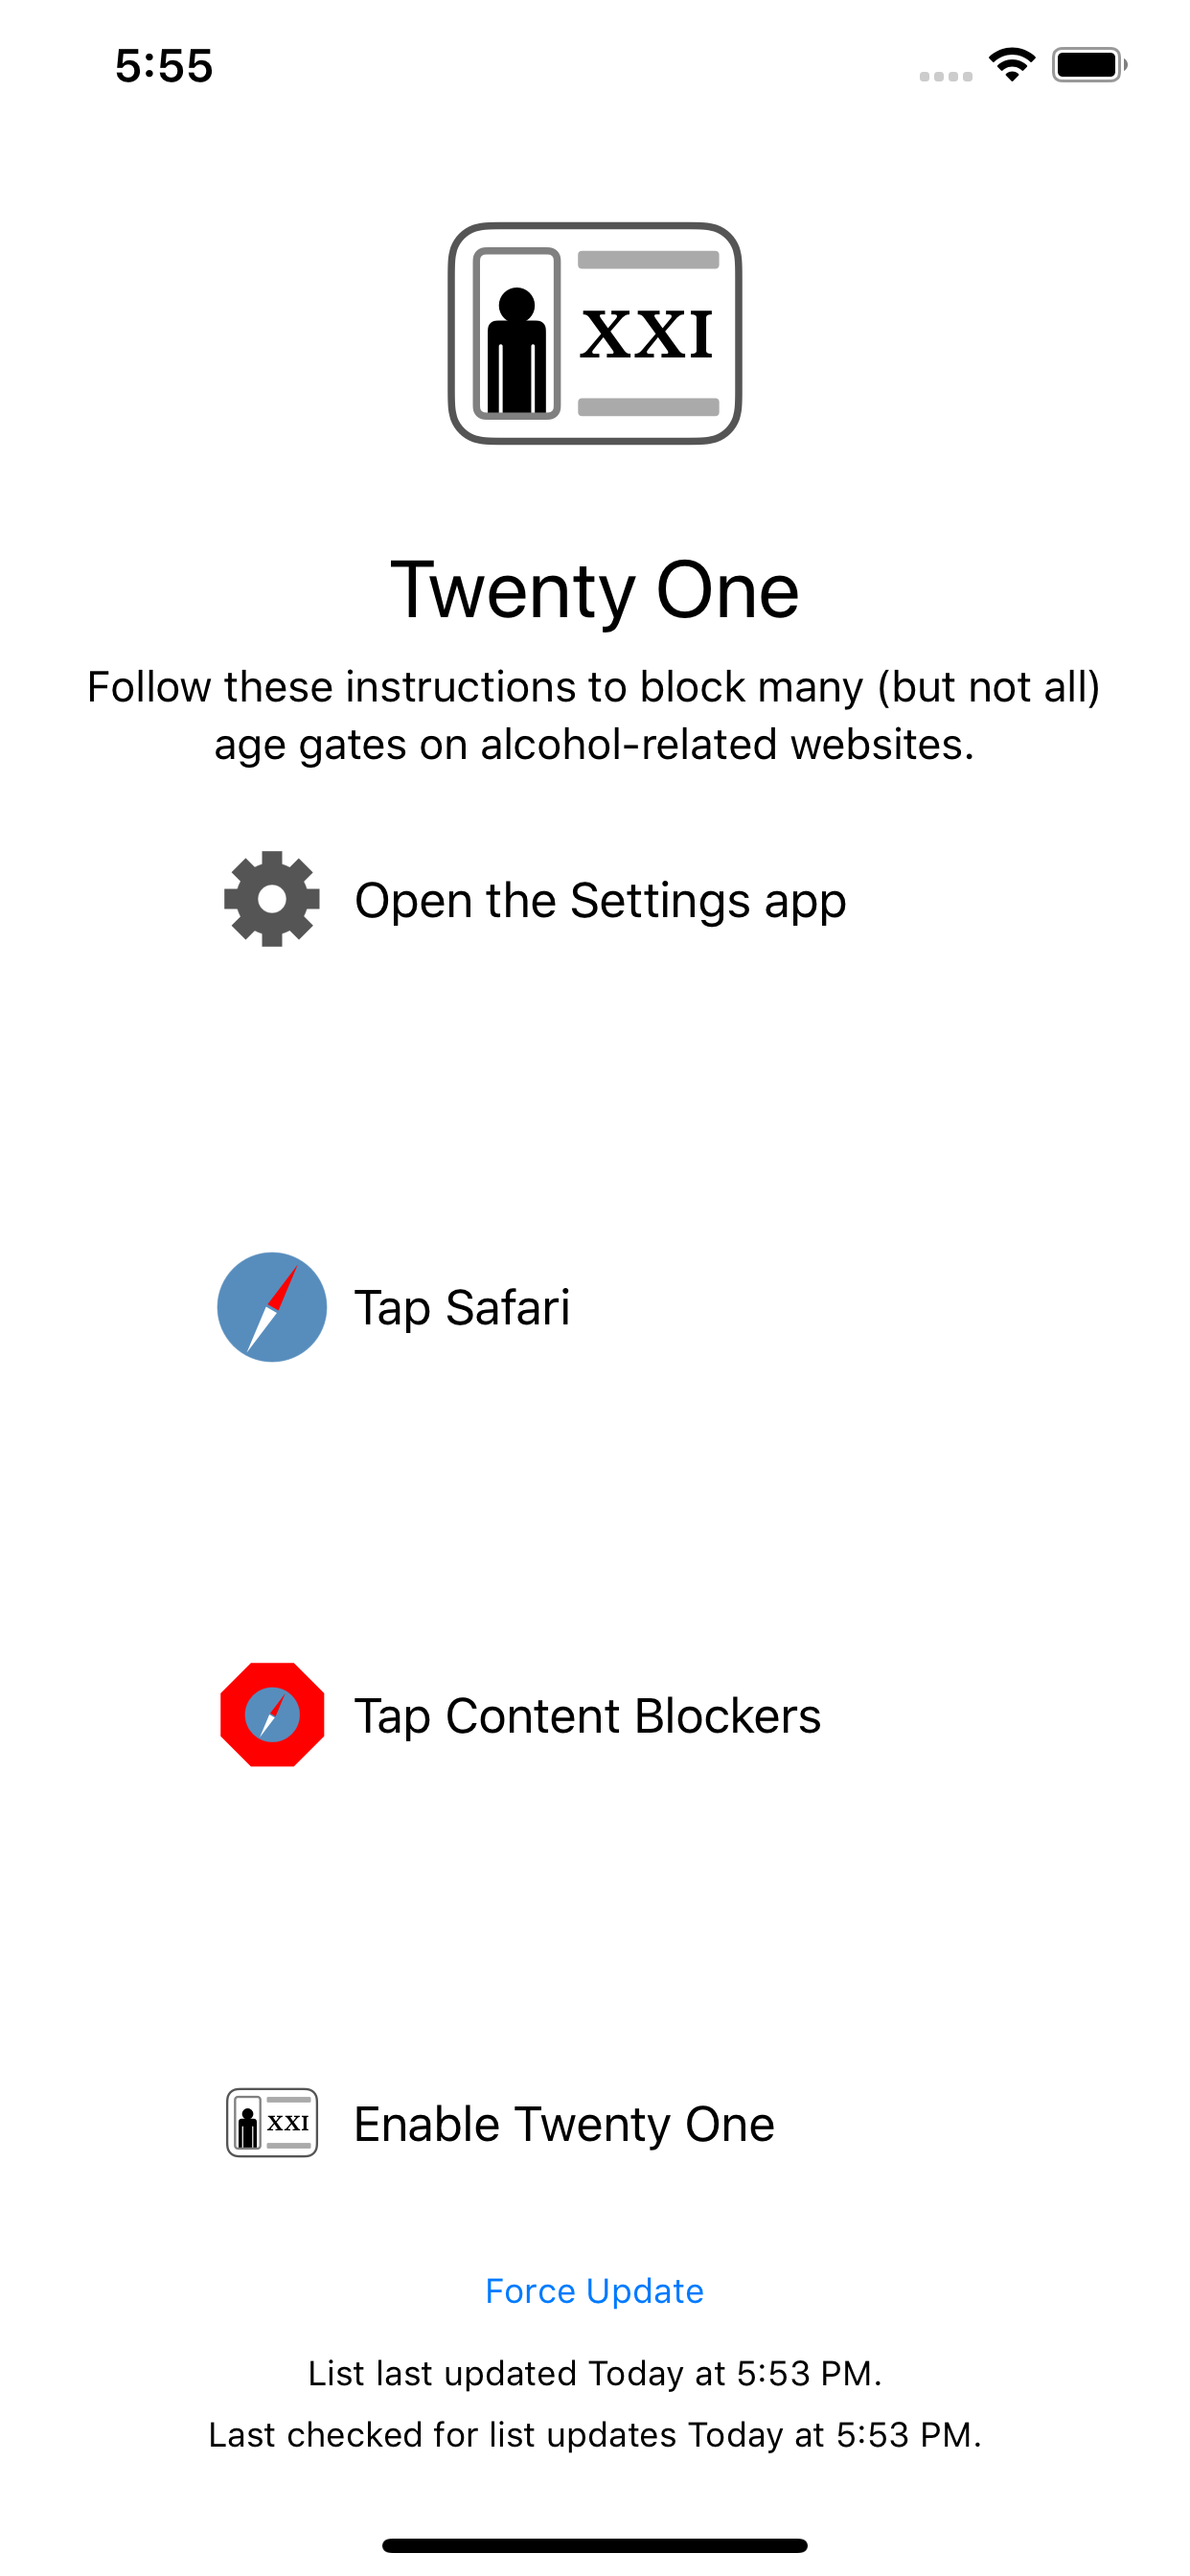 5:55
XXI
Twenty One
Follow these instructions to block many (but not all)
age gates on alcohol-related websites.
Open the Settings app
Tap Safari
Tap Content Blockers
XXI
Enable Twenty One
Force Update
List last updated Today at 5:53 PM.
Last checked for list updates Today at 5:53 PM.